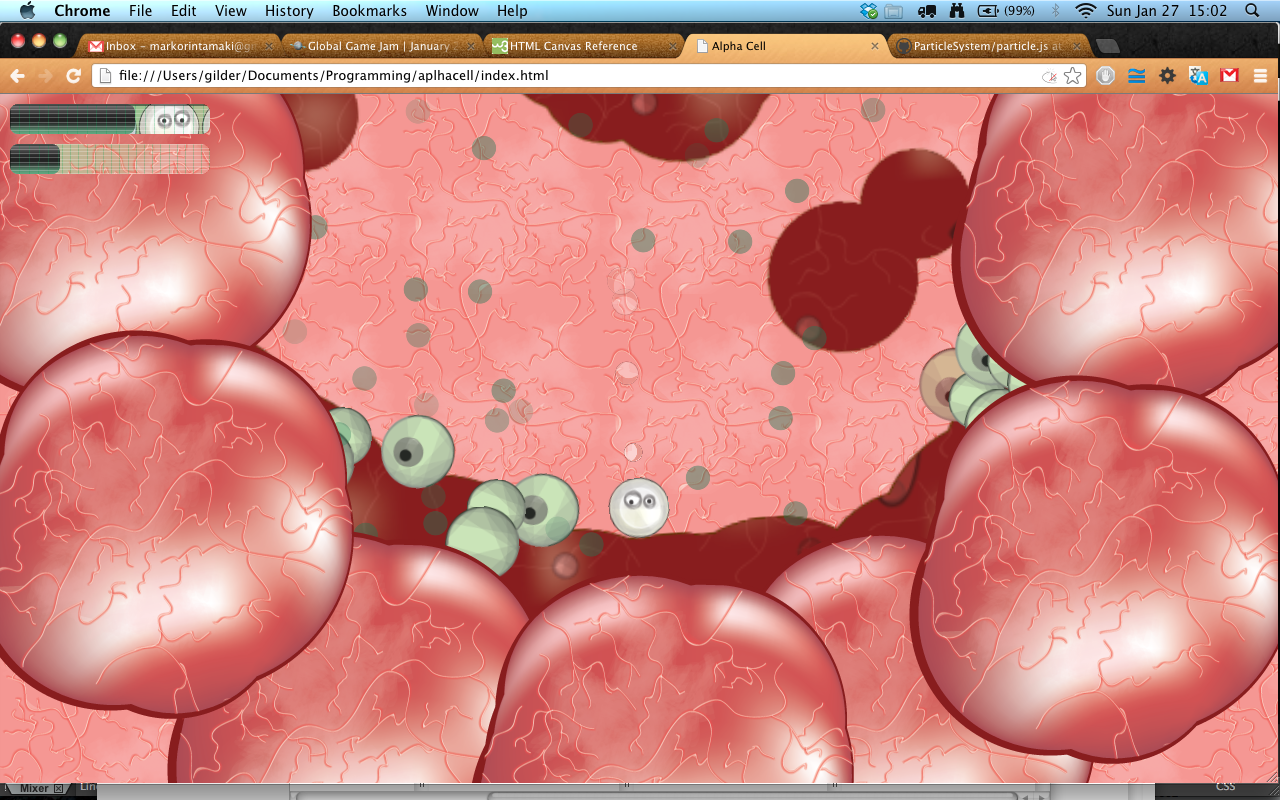 Chrome File Edit View History Bookmarks Window Help (99%) Sun Jan 27 15:02
Inbox - markorintamaki@g Global Game Jam | January HTML Canvas Reference Alpha Cell ParticleSystem/particle.js at
file:///Users/gilder/Documents/Programming/aplhacell/index.html
Mixer Lin CSS